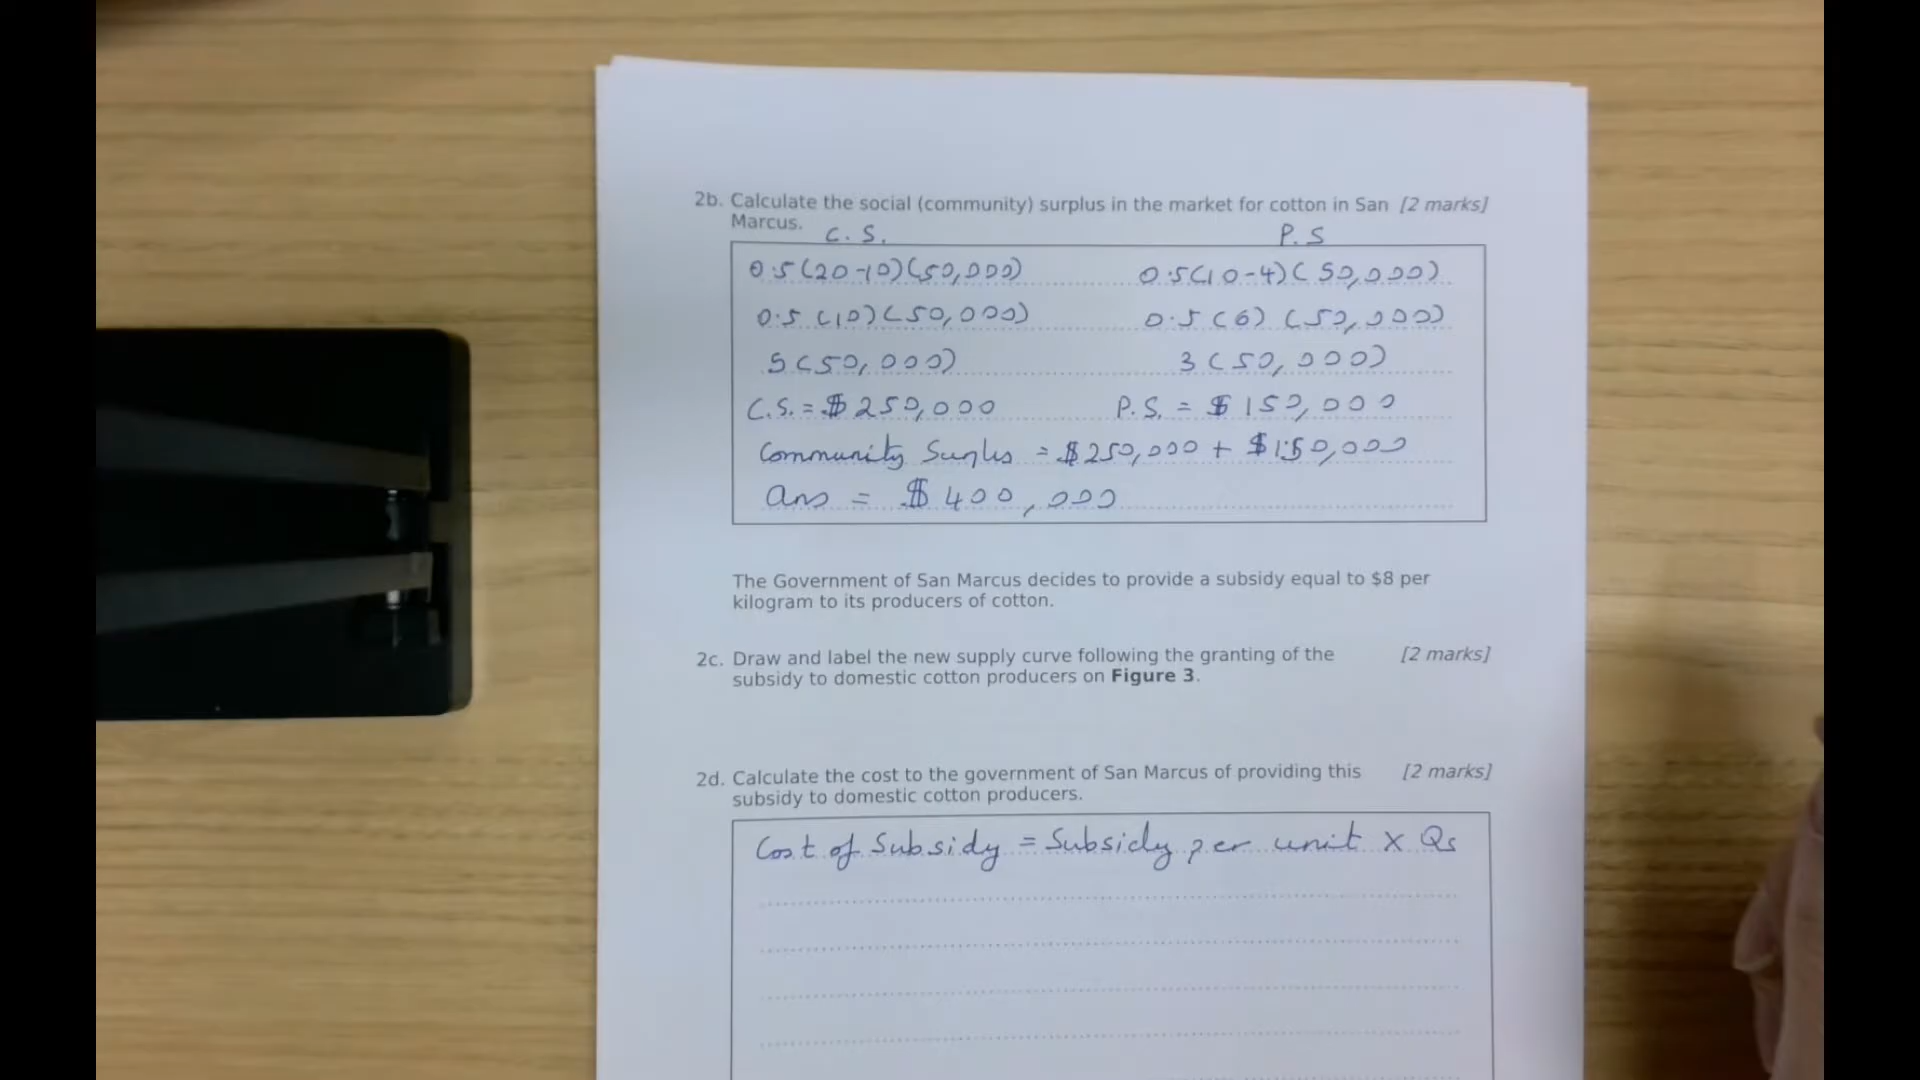 2b. Calculate the social (community) surplus in the market for cotton in San [2 marks]
Marcus.
C.S. P.S
0.5(20-10)(50,000) 0.5(10-4)(50,000)
0.5(10)(50,000) 0.5(6)(50,000)
5(50,000) 3(50,000)
C.S. = $250,000 P.S. = $150,000
Community Surplus = $250,000 + $150,000
Ans = $400,000
The Government of San Marcus decides to provide a subsidy equal to $8 per
kilogram to its producers of cotton.
2c. Draw and label the new supply curve following the granting of the [2 marks]
subsidy to domestic cotton producers on Figure 3.
2d. Calculate the cost to the government of San Marcus of providing this [2 marks]
subsidy to domestic cotton producers.
Cost of Subsidy = Subsidy per unit x Qs